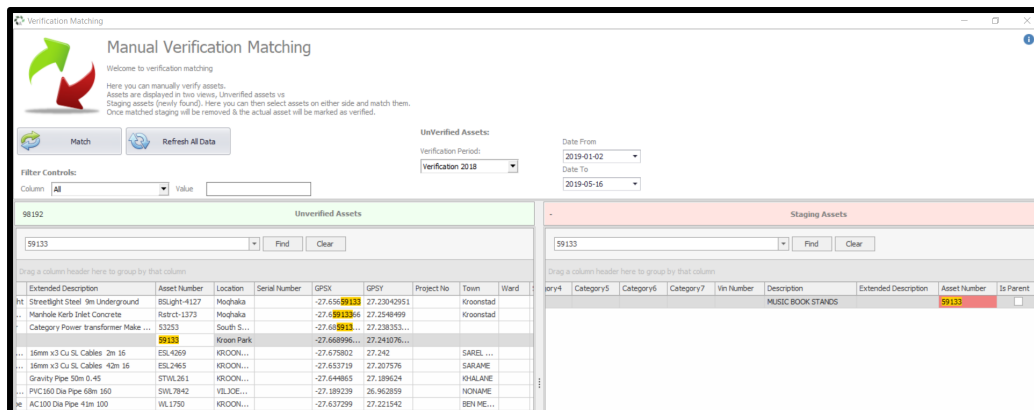 Verification Matching
Manual Verification Matching
Welcome to verification matching
Here you can manually verify assets.
Assets are displayed in two views, Unverified assets vs
Staging assets (newly found). Here you can then select assets on either side and match them.
Once matched staging will be removed & the actual asset will be marked as verified.
Match Refresh All Data
UnVerified Assets:
Verification Period:
Verification 2018
Date From
2019-01-02
Date To
2019-05-16
Filter Controls:
Column All Value
98192 Unverified Assets
59133 Find Clear
Drag a column header here to group by that column
Extended Description Asset Number Location Serial Number GPSX GPSY Project No Town Ward
ht Streetlight Steel 9m Underground BSLight-4127 Moqhaka -27.65659133 27.23042951 Kroonstad
... Manhole Kerb Inlet Concrete Rstrct-1373 Moqhaka -27.65913366 27.2548499 Kroonstad
Category Power transformer Make ... 53253 South S... -27.685913... 27.238353...
59133 Kroon Park -27.668996... 27.241076...
... 16mm x3 Cu SL Cables 2m 16 ESL4269 KROON... -27.675802 27.242 SAREL ...
... 16mm x3 Cu SL Cables 42m 16 ESL2465 KROON... -27.653719 27.207576 SARAME
Gravity Pipe 50m 0.45 STWL261 KROON... -27.644865 27.189624 KHALANE
... PVC160 Dia Pipe 68m 160 SWL7842 VILJOE... -27.189239 26.962859 NONAME
pe AC100 Dia Pipe 41m 100 WL1750 KROON... -27.637299 27.221542 BEN ME...
- Staging Assets
59133 Find Clear
Drag a column header here to group by that column
gory4 Category5 Category6 Category7 Vin Number Description Extended Description Asset Number Is Parent
MUSIC BOOK STANDS 59133